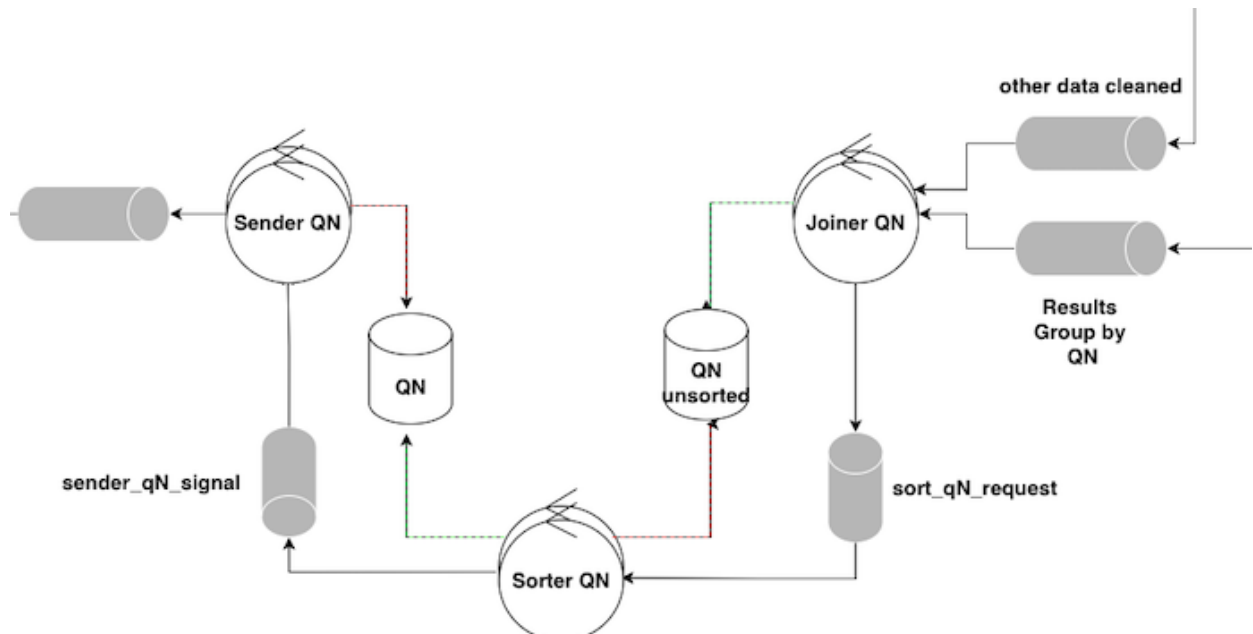 other data cleaned
Sender QN
Joiner QN
Results
Group by
QN
QN
QN
unsorted
sender_qN_signal
sort_qN_request
Sorter QN